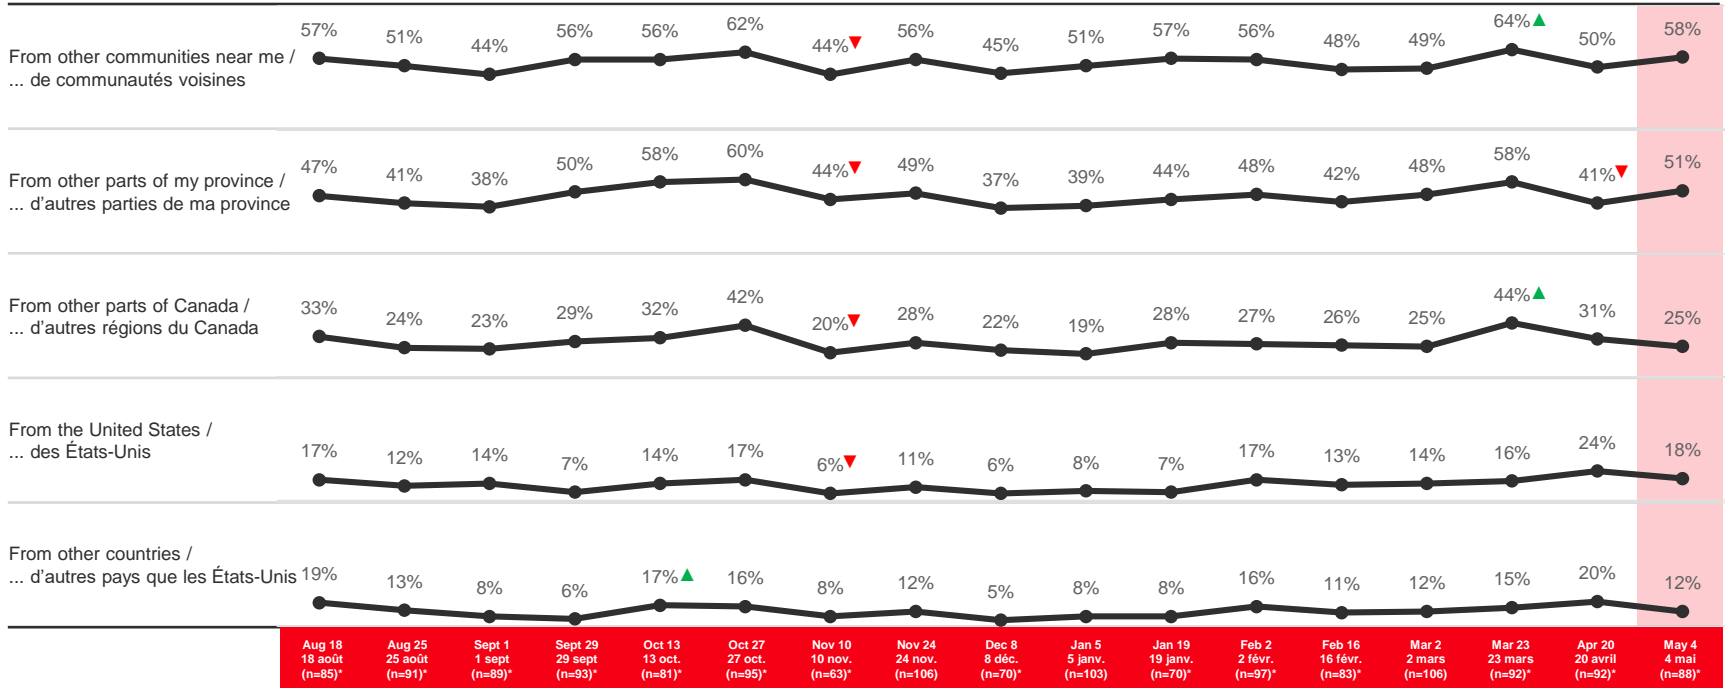 57% 51% 44% 56% 56% 62% 44%▼ 56% 45% 51% 57% 56% 48% 49% 64%▲ 50% 58%
From other communities near me /
... de communautés voisines
47% 41% 38% 50% 58% 60% 44%▼ 49% 37% 39% 44% 48% 42% 48% 58% 41%▼ 51%
From other parts of my province /
... d'autres parties de ma province
33% 24% 23% 29% 32% 42% 20%▼ 28% 22% 19% 28% 27% 26% 25% 44%▲ 31% 25%
From other parts of Canada /
... d'autres régions du Canada
17% 12% 14% 7% 14% 17% 6%▼ 11% 6% 8% 7% 17% 13% 14% 16% 24% 18%
From the United States /
... des États-Unis
19% 13% 8% 6% 17%▲ 16% 8% 12% 5% 8% 8% 16% 11% 12% 15% 20% 12%
From other countries /
... d'autres pays que les États-Unis
Aug 18 Aug 25 Sept 1 Sept 29 Oct 13 Oct 27 Nov 10 Nov 24 Dec 8 Jan 5 Jan 19 Feb 2 Feb 16 Mar 2 Mar 23 Apr 20 May 4
18 août 25 août 1 sept 29 sept 13 oct. 27 oct. 10 nov. 24 nov. 8 déc. 5 janv. 19 janv. 2 févr. 16 févr. 2 mars 23 mars 20 avril 4 mai
(n=85)* (n=91)* (n=89)* (n=93)* (n=81)* (n=95)* (n=63)* (n=106) (n=70)* (n=103) (n=70)* (n=97)* (n=83)* (n=106) (n=92)* (n=92)* (n=88)*